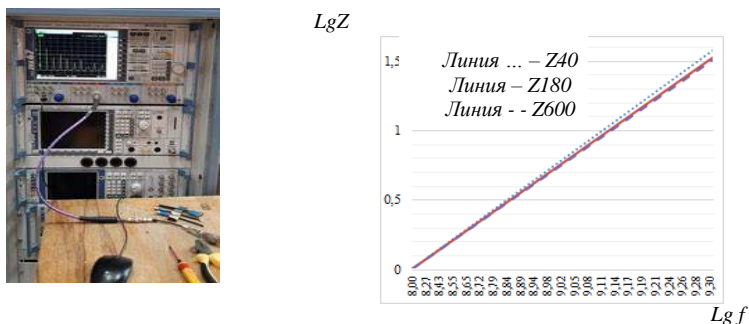 LgZ
1,5
Линия ... – Z40
Линия – Z180
Линия - - Z600
1
0,5
0
8,00 8,27 8,43 8,55 8,65 8,72 8,79 8,84 8,89 8,94 8,98 9,02 9,05 9,08 9,11 9,14 9,17 9,19 9,21 9,24 9,26 9,28 9,30
Lg f